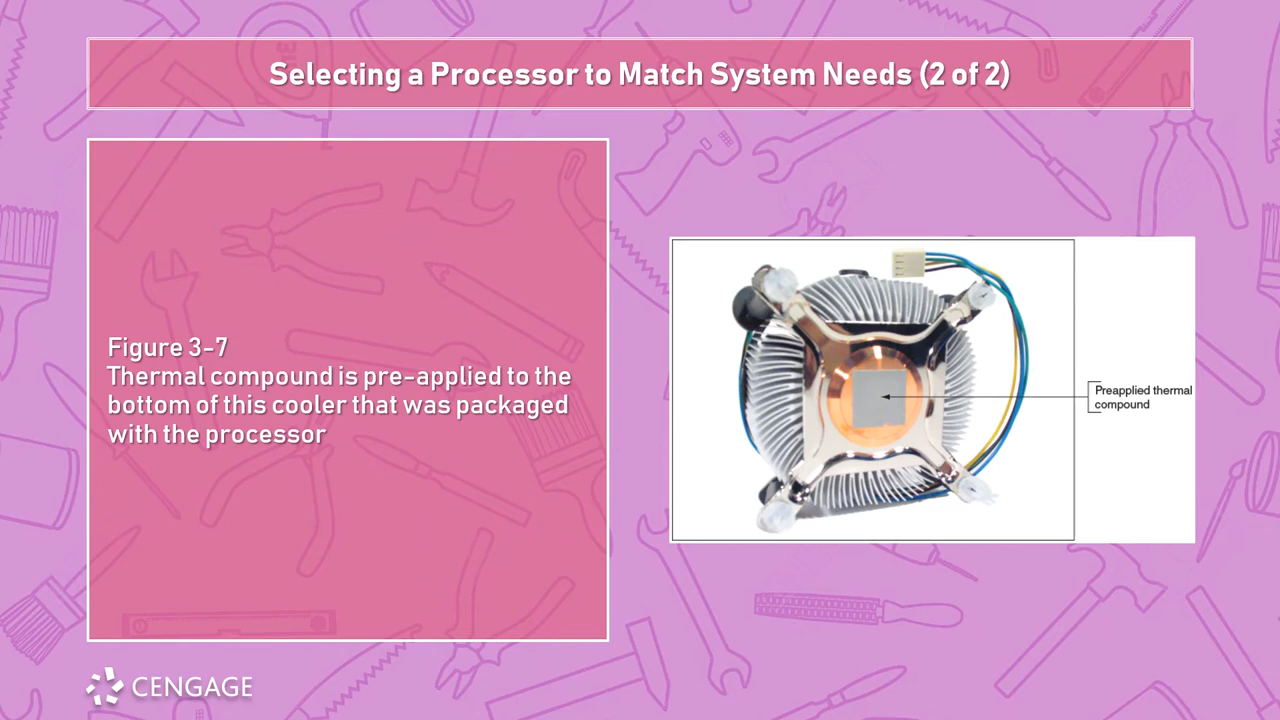 Selecting a Processor to Match System Needs (2 of 2)
Figure 3-7
Thermal compound is pre-applied to the
bottom of this cooler that was packaged
with the processor
Preapplied thermal
compound
CENGAGE